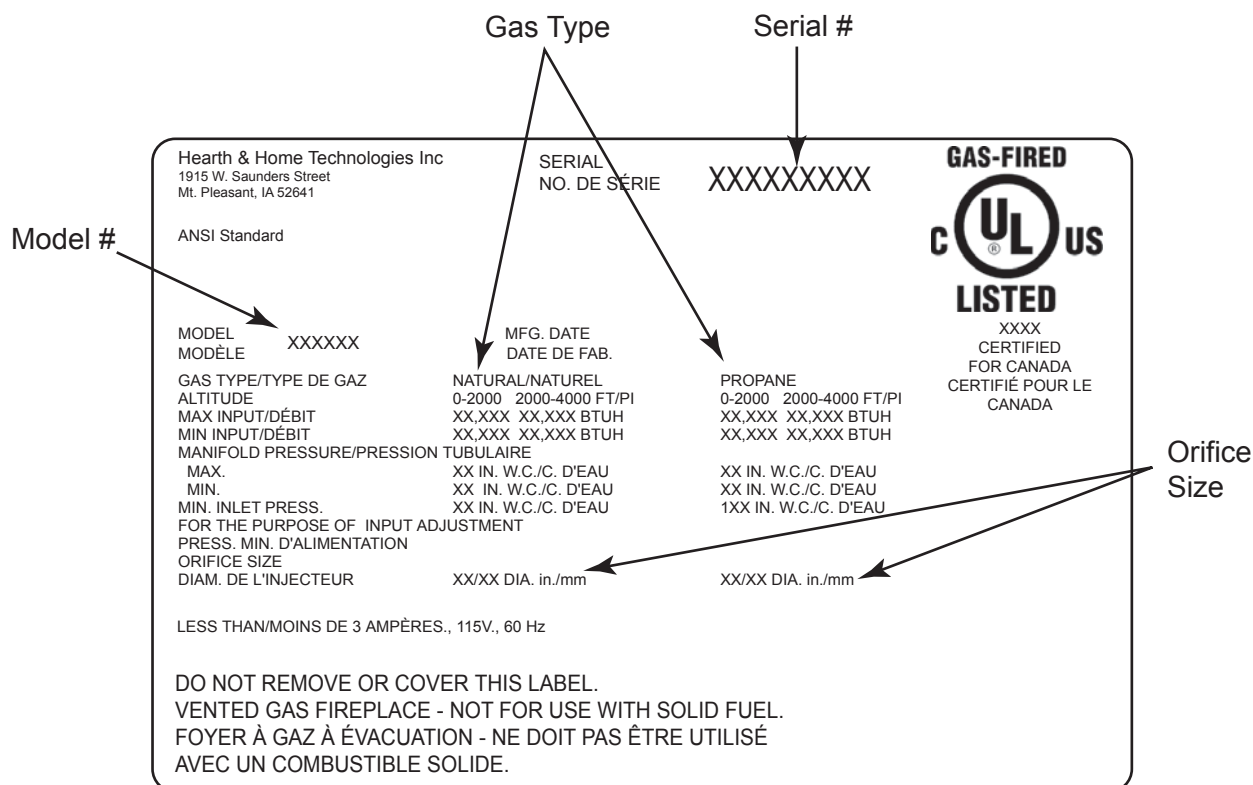 Gas Type
Serial #
Hearth & Home Technologies Inc
1915 W. Saunders Street
Mt. Pleasant, IA 52641
SERIAL
NO. DE SÉRIE
XXXXXXXXX
GAS-FIRED
C UL US
®
LISTED
XXXX
CERTIFIED
FOR CANADA
CERTIFIÉ POUR LE
CANADA
ANSI Standard
Model #
MODEL
MODÈLE
XXXXXX
MFG. DATE
DATE DE FAB.
GAS TYPE/TYPE DE GAZ NATURAL/NATUREL PROPANE
ALTITUDE 0-2000 2000-4000 FT/PI 0-2000 2000-4000 FT/PI
MAX INPUT/DÉBIT XX,XXX XX,XXX BTUH XX,XXX XX,XXX BTUH
MIN INPUT/DÉBIT XX,XXX XX,XXX BTUH XX,XXX XX,XXX BTUH
MANIFOLD PRESSURE/PRESSION TUBULAIRE
MAX. XX IN. W.C./C. D'EAU XX IN. W.C./C. D'EAU
MIN. XX IN. W.C./C. D'EAU XX IN. W.C./C. D'EAU
MIN. INLET PRESS. XX IN. W.C./C. D'EAU 1XX IN. W.C./C. D'EAU
FOR THE PURPOSE OF INPUT ADJUSTMENT
PRESS. MIN. D'ALIMENTATION
ORIFICE SIZE
DIAM. DE L'INJECTEUR XX/XX DIA. in./mm XX/XX DIA. in./mm
Orifice
Size
LESS THAN/MOINS DE 3 AMPÈRES., 115V., 60 Hz
DO NOT REMOVE OR COVER THIS LABEL.
VENTED GAS FIREPLACE - NOT FOR USE WITH SOLID FUEL.
FOYER À GAZ À ÉVACUATION - NE DOIT PAS ÊTRE UTILISÉ
AVEC UN COMBUSTIBLE SOLIDE.